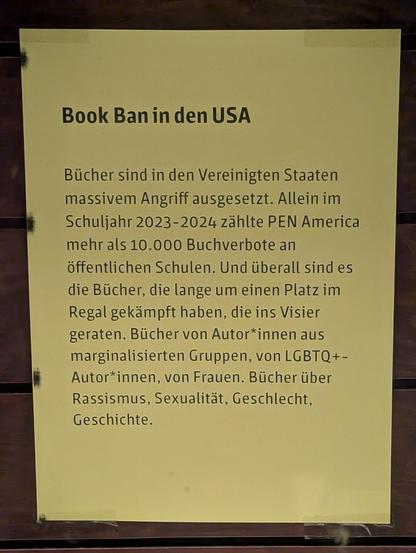 Book Ban in den USA
Bücher sind in den Vereinigten Staaten
massivem Angriff ausgesetzt. Allein im
Schuljahr 2023-2024 zählte PEN America
mehr als 10.000 Buchverbote an
öffentlichen Schulen. Und überall sind es
die Bücher, die lange um einen Platz im
Regal gekämpft haben, die ins Visier
geraten. Bücher von Autor*innen aus
marginalisierten Gruppen, von LGBTQ+-
Autor*innen, von Frauen. Bücher über
Rassismus, Sexualität, Geschlecht,
Geschichte.